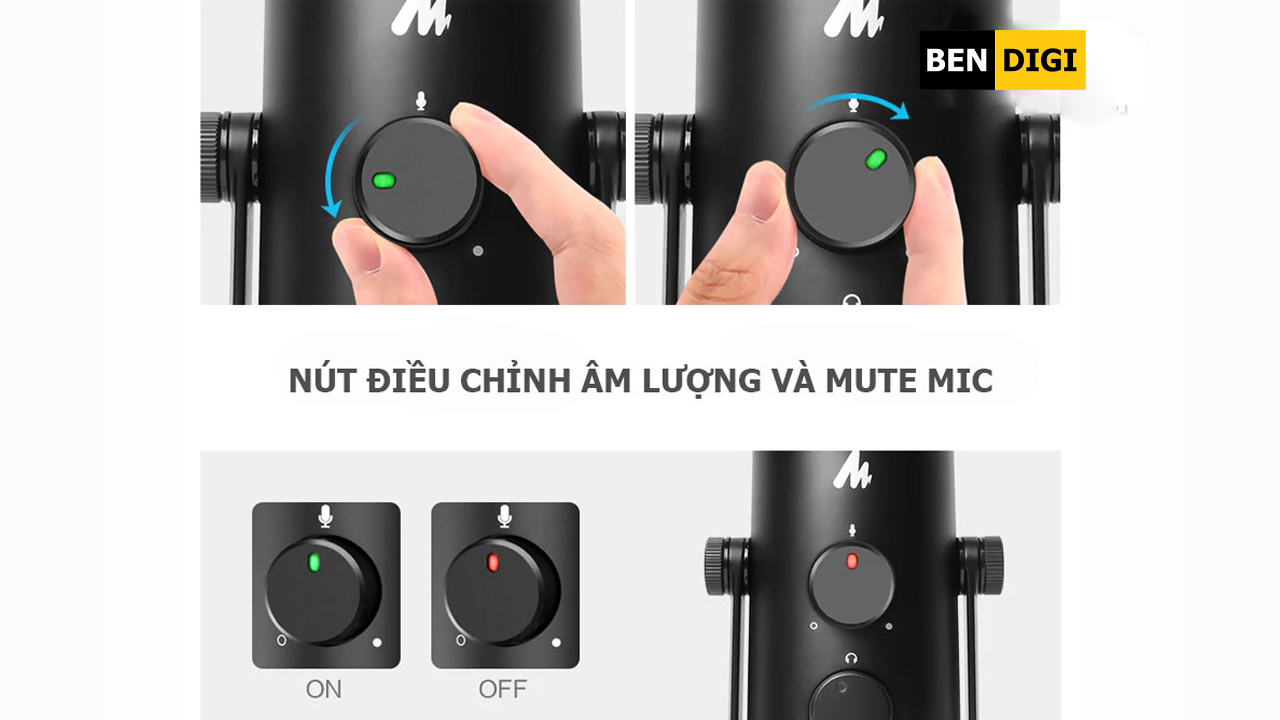 BEN DIGI
NÚT ĐIỀU CHỈNH ÂM LƯỢNG VÀ MUTE MIC
ON
OFF